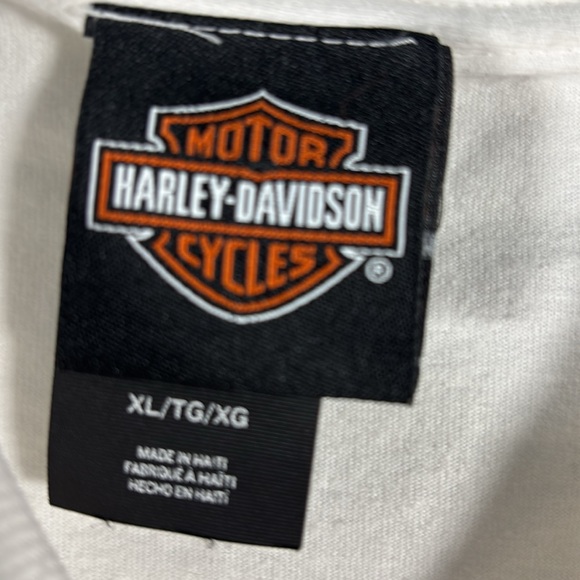 MOTOR
HARLEY-DAVIDSON
CYCLES
®
XL/TG/XG
MADE IN HAITI
FABRIQUÉ À HAÏTI
HECHO EN HAITÍ